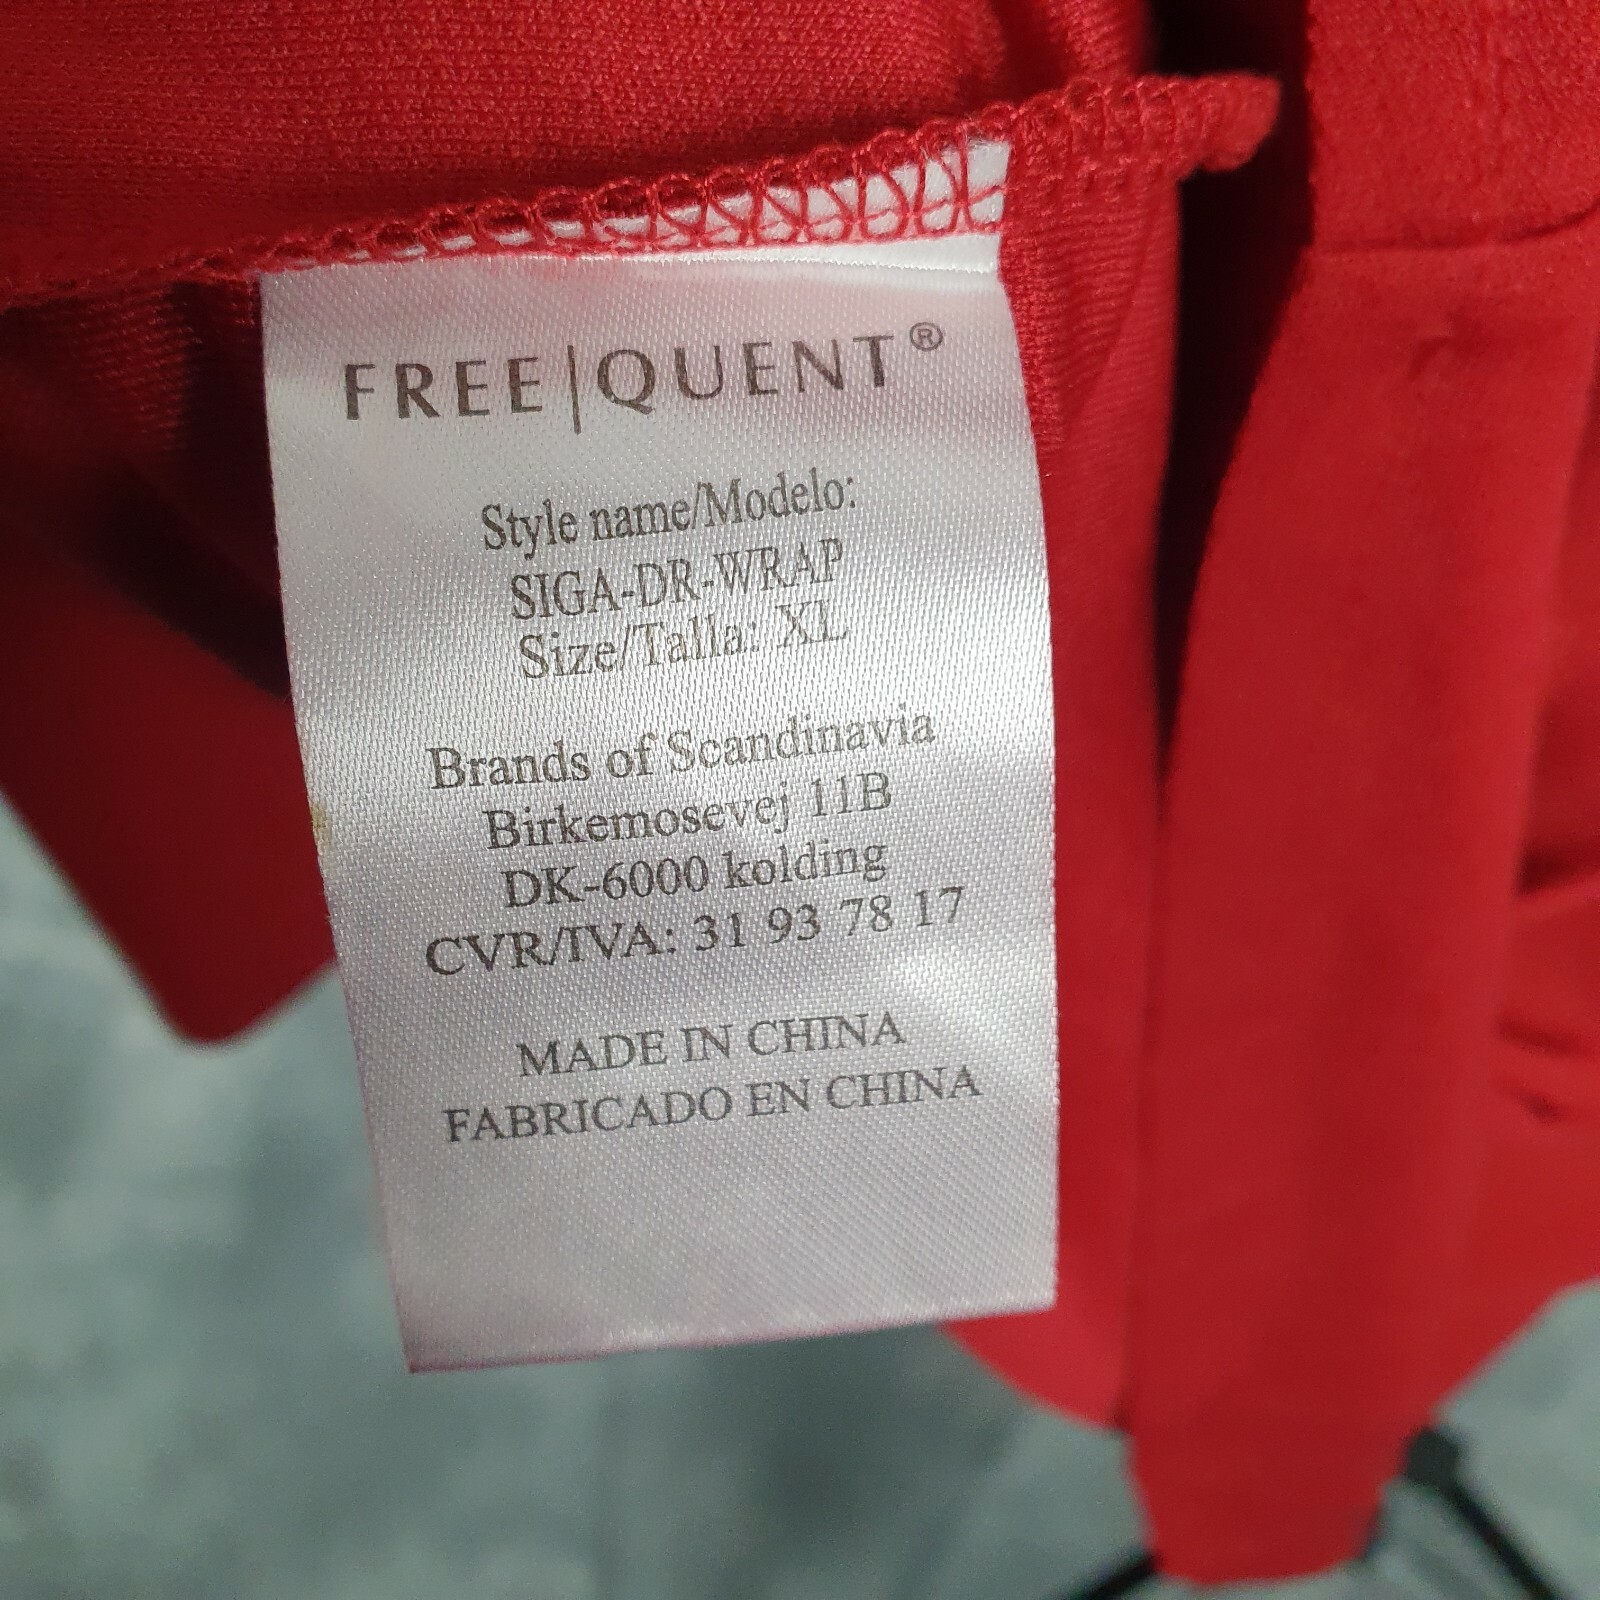 FREE|QUENT®
Style name/Modelo:
SIGA-DR-WRAP
Size/Talla: XL
Brands of Scandinavia
Birkemosevej 11B
DK-6000 kolding
CVR/IVA: 31 93 78 17
MADE IN CHINA
FABRICADO EN CHINA